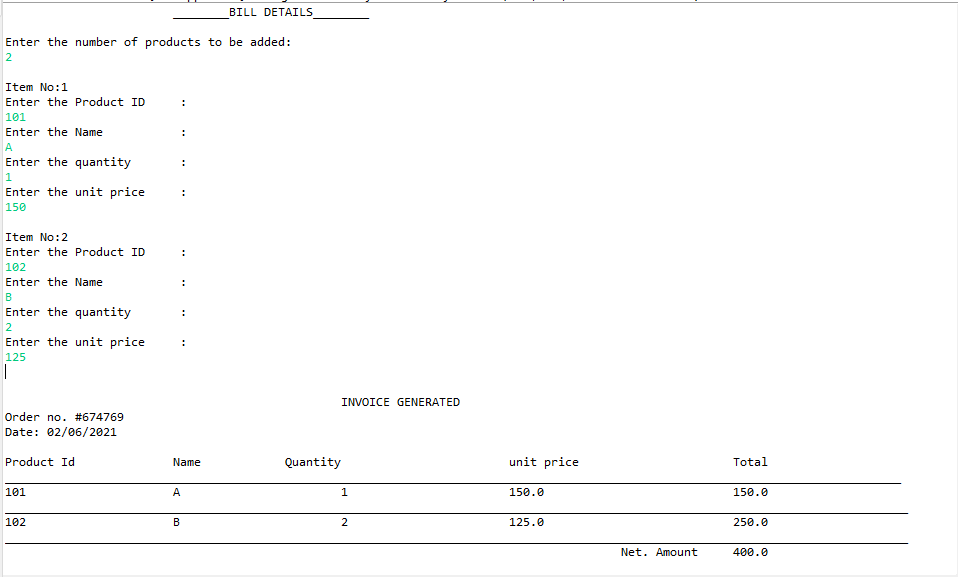 ________BILL DETAILS________
Enter the number of products to be added:
2
Item No:1
Enter the Product ID     :
101
Enter the Name           :
A
Enter the quantity       :
1
Enter the unit price     :
150
Item No:2
Enter the Product ID     :
102
Enter the Name           :
B
Enter the quantity       :
2
Enter the unit price     :
125
INVOICE GENERATED
Order no. #674769
Date: 02/06/2021
Product Id Name Quantity unit price Total
101 A 1 150.0 150.0
102 B 2 125.0 250.0
Net. Amount 400.0